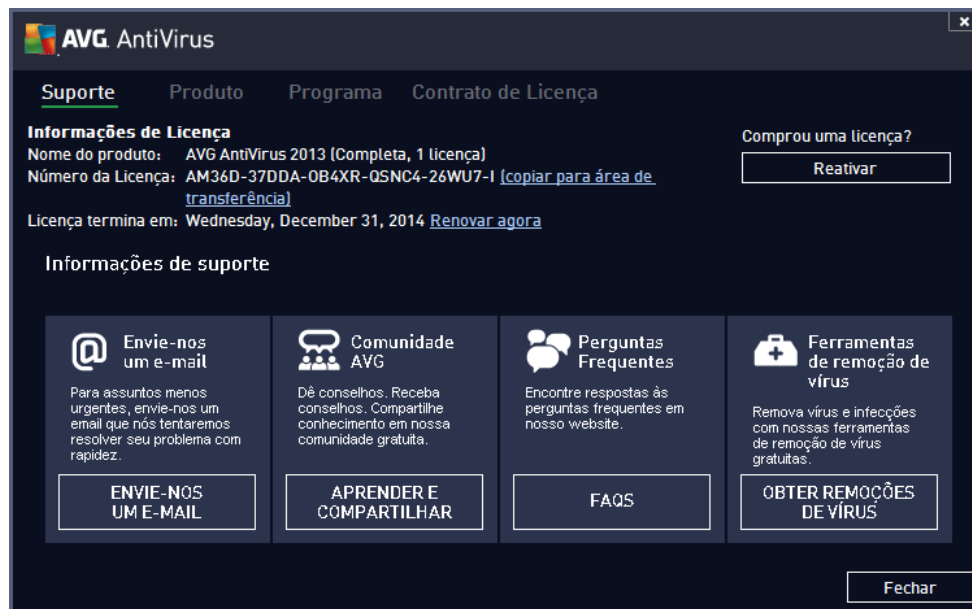 AVG. AntiVirus
Suporte Produto Programa Contrato de Licença
Informações de Licença
Nome do produto: AVG AntiVirus 2013 (Completa, 1 licença)
Número da Licença: AM36D-37DDA-OB4XR-QSNC4-26WU7-I (copiar para área de
transferência)
Licença termina em: Wednesday, December 31, 2014 Renovar agora
Comprou uma licença?
Reativar
Informações de suporte
Envie-nos
um e-mail
Para assuntos menos
urgentes, envie-nos um
email que nós tentaremos
resolver seu problema com
rapidez.
ENVIE-NOS
UM E-MAIL
Comunidade
AVG
Dê conselhos. Receba
conselhos. Compartilhe
conhecimento em nossa
comunidade gratuita.
APRENDER E
COMPARTILHAR
Perguntas
Frequentes
Encontre respostas às
perguntas frequentes em
nosso website.
FAQS
Ferramentas
de remoção de
vírus
Remova vírus e infecções
com nossas ferramentas
de remoção de vírus
gratuitas.
OBTER REMOÇÕES
DE VÍRUS
Fechar